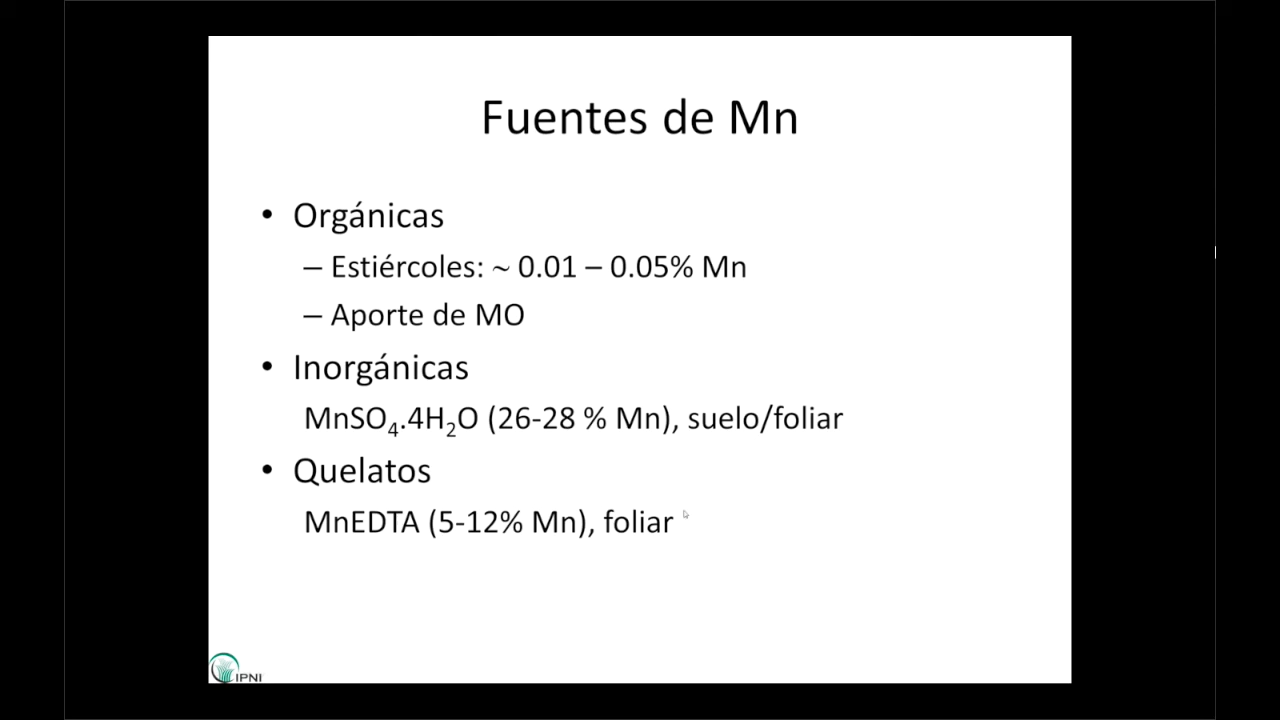 Fuentes de Mn
• Orgánicas
– Estiércoles: ~ 0.01 – 0.05% Mn
– Aporte de MO
• Inorgánicas
MnSO₄.4H₂O (26-28 % Mn), suelo/foliar
• Quelatos
MnEDTA (5-12% Mn), foliar
IPNI